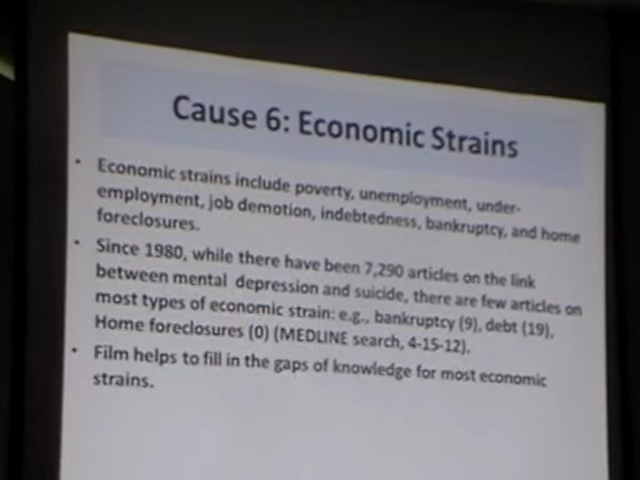 Cause 6: Economic Strains
• Economic strains include poverty, unemployment, under-
employment, job demotion, indebtedness, bankruptcy, and home
foreclosures.
• Since 1980, while there have been 7,290 articles on the link
between mental depression and suicide, there are few articles on
most types of economic strain: e.g., bankruptcy (9), debt (19),
Home foreclosures (0) (MEDLINE search, 4-15-12).
• Film helps to fill in the gaps of knowledge for most economic
strains.